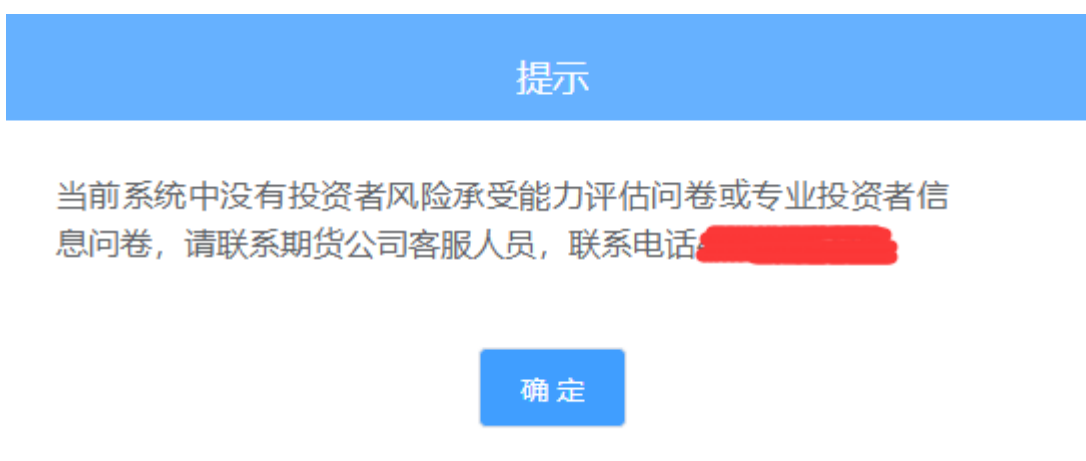 提示
当前系统中没有投资者风险承受能力评估问卷或专业投资者信
息问卷，请联系期货公司客服人员，联系电话
确定